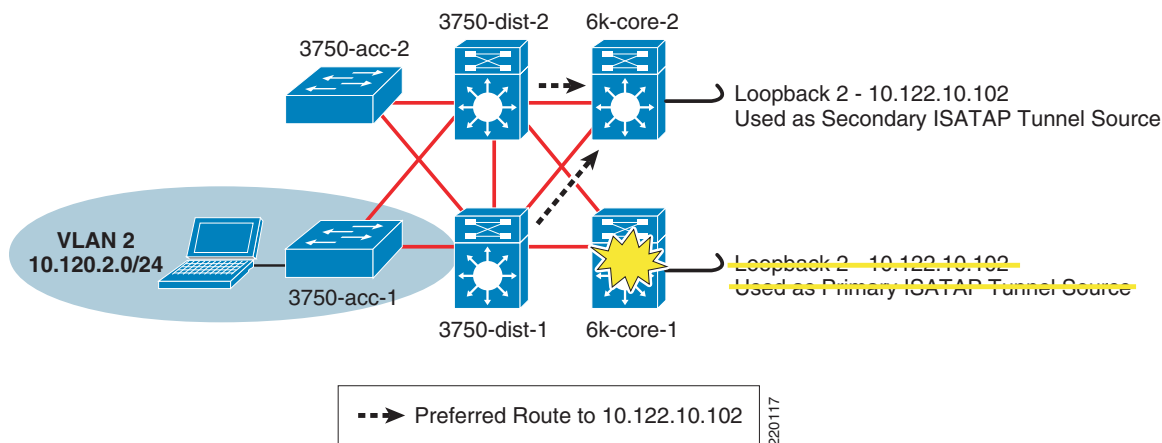 3750-dist-2
6k-core-2
3750-acc-2
Loopback 2 - 10.122.10.102
Used as Secondary ISATAP Tunnel Source
VLAN 2
10.120.2.0/24
3750-acc-1
Loopback 2 - 10.122.10.102
Used as Primary ISATAP Tunnel Source
3750-dist-1
6k-core-1
Preferred Route to 10.122.10.102
220117